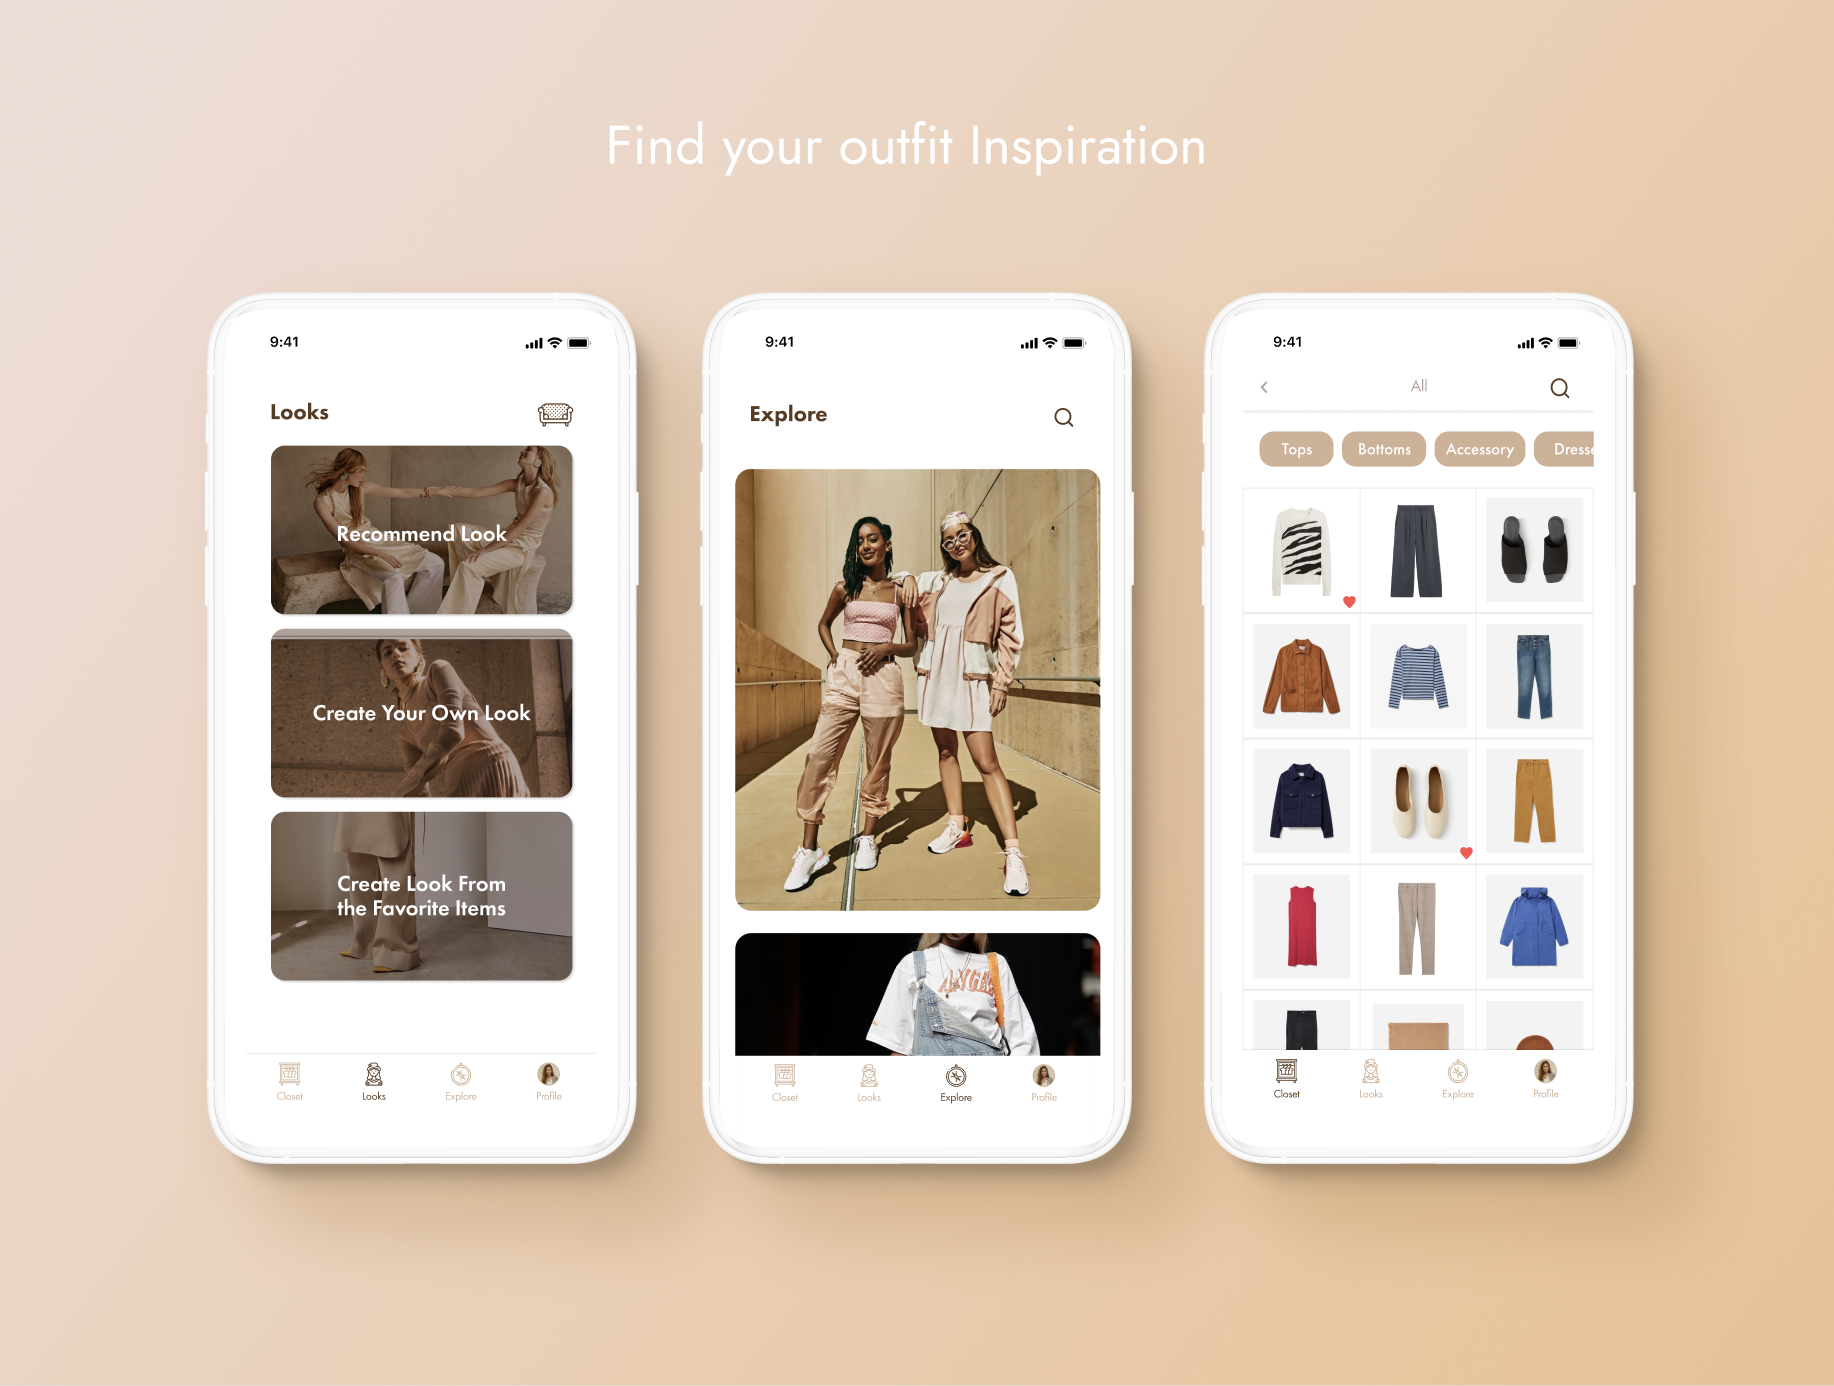 Find your outfit Inspiration
9:41
Looks
Recommend Look
Create Your Own Look
Create Look From
the Favorite Items
Closet
Looks
Explore
Profile
9:41
Explore
ANGE
Closet
Looks
Explore
Profile
9:41
All
Tops
Bottoms
Accessory
Dresse
Closet
Looks
Explore
Profile